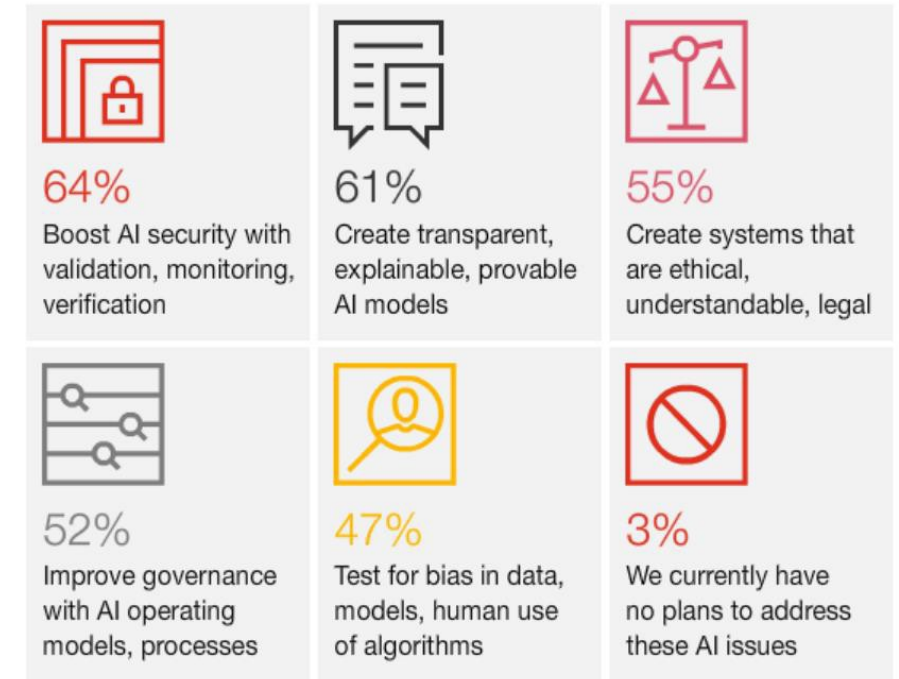 64%
Boost AI security with
validation, monitoring,
verification
61%
Create transparent,
explainable, provable
AI models
55%
Create systems that
are ethical,
understandable, legal
52%
Improve governance
with AI operating
models, processes
47%
Test for bias in data,
models, human use
of algorithms
3%
We currently have
no plans to address
these AI issues